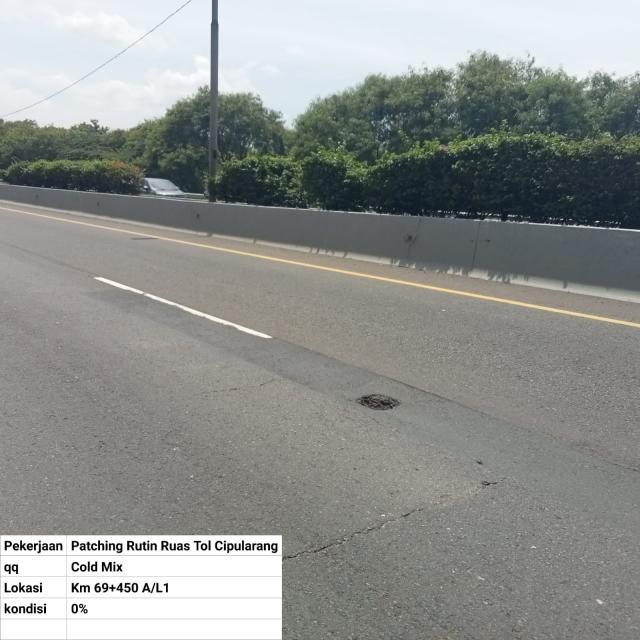 Pekerjaan Patching Rutin Ruas Tol Cipularang
qq Cold Mix
Lokasi Km 69+450 A/L1
kondisi 0%